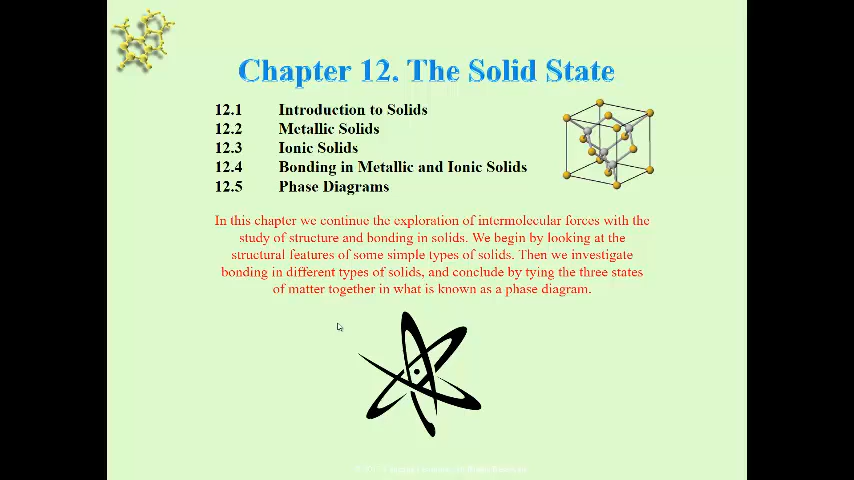 Chapter 12. The Solid State
12.1 Introduction to Solids
12.2 Metallic Solids
12.3 Ionic Solids
12.4 Bonding in Metallic and Ionic Solids
12.5 Phase Diagrams
In this chapter we continue the exploration of intermolecular forces with the
study of structure and bonding in solids. We begin by looking at the
structural features of some simple types of solids. Then we investigate
bonding in different types of solids, and conclude by tying the three states
of matter together in what is known as a phase diagram.